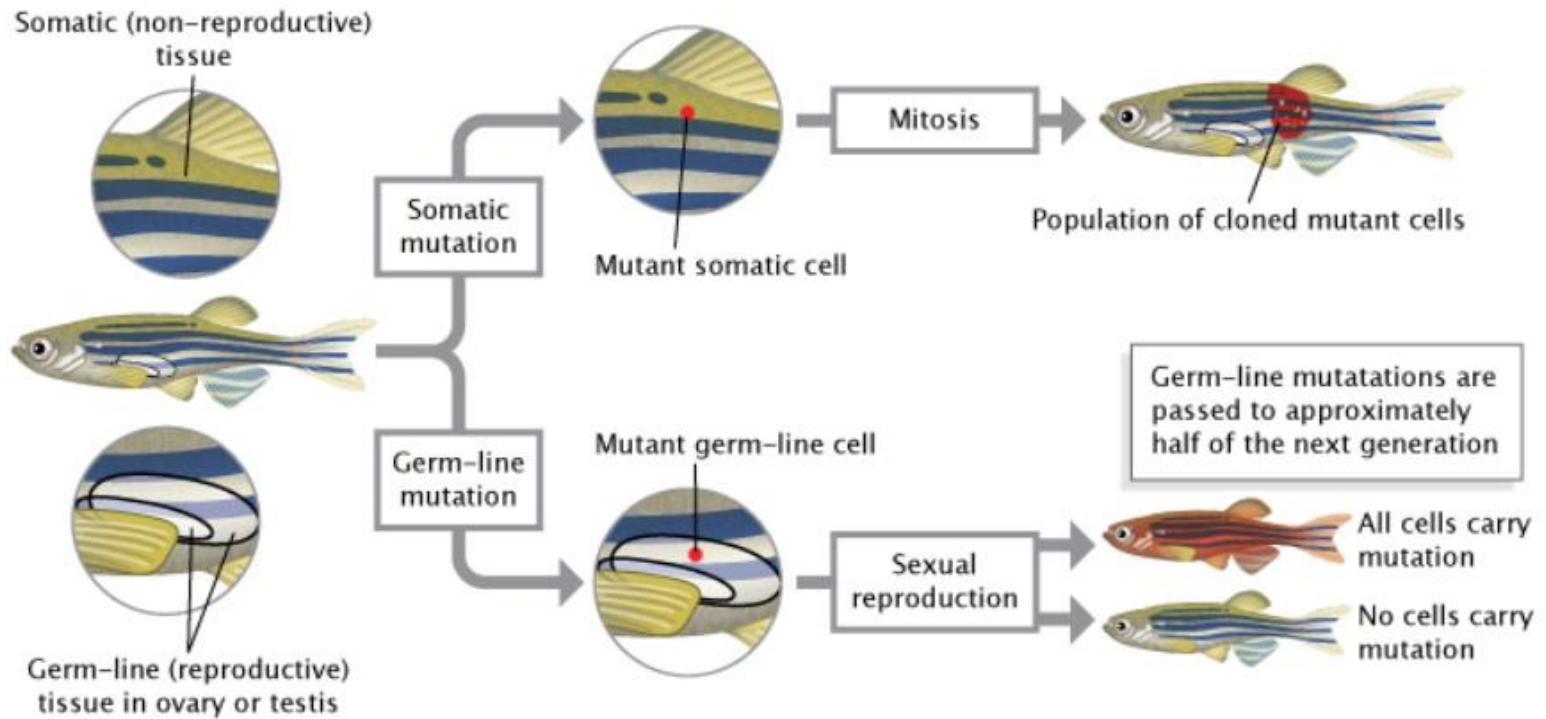 Somatic (non-reproductive)
tissue
Somatic
mutation
Mutant somatic cell
Mitosis
Population of cloned mutant cells
Germ-line (reproductive)
tissue in ovary or testis
Germ-line
mutation
Mutant germ-line cell
Sexual
reproduction
Germ-line mutatations are
passed to approximately
half of the next generation
All cells carry
mutation
No cells carry
mutation